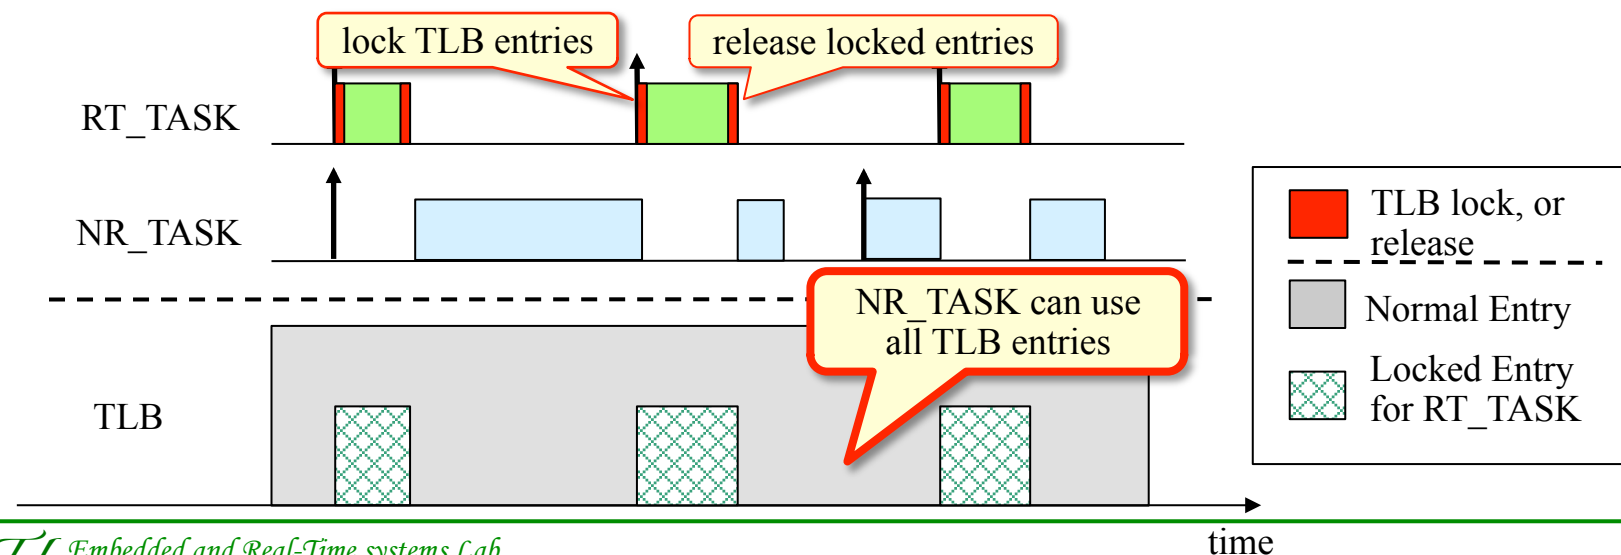 lock TLB entries
release locked entries
RT_TASK
NR_TASK
NR_TASK can use
all TLB entries
TLB
TLB lock, or
release
Normal Entry
Locked Entry
for RT_TASK
time
Embedded and Real-Time systems Lab